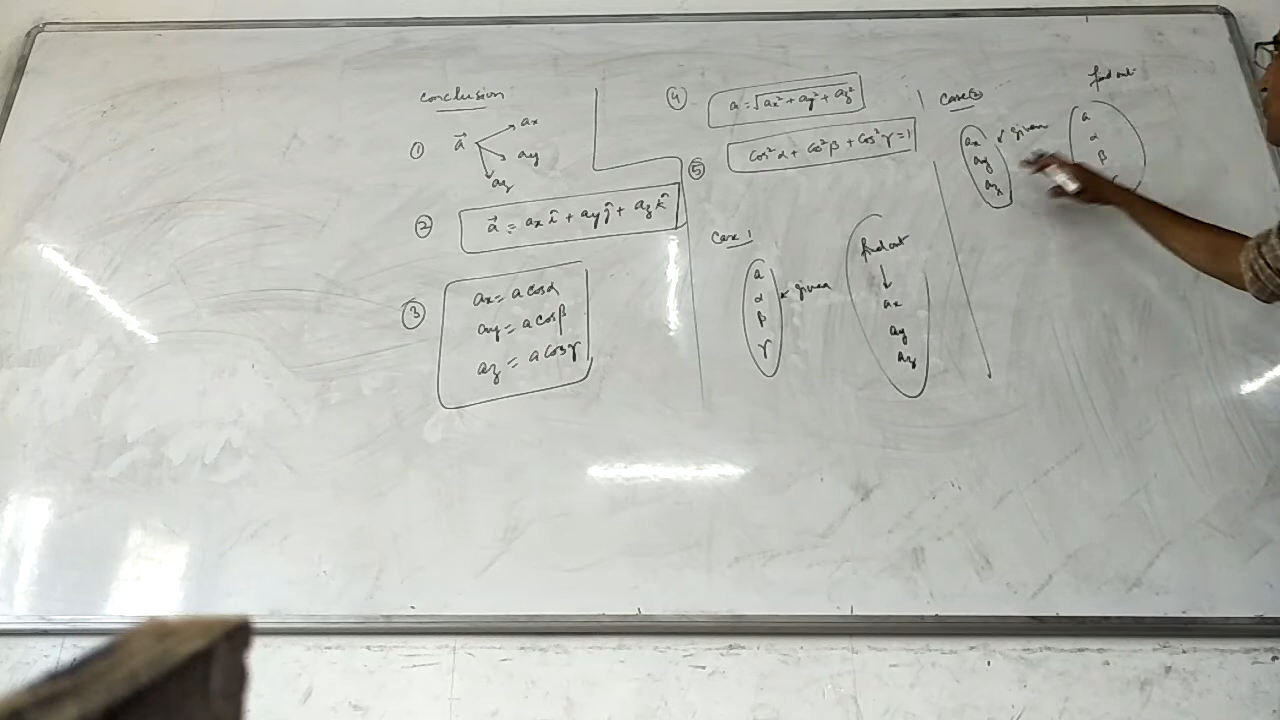 conclusion
① a⃗ ax
ay
az
② a⃗ = ax î + ay ĵ + az k̂
③ ax = a cosα
ay = a cosβ
az = a cosγ
④ a = √ax² + ay² + az²
⑤ cos²α + cos²β + cos²γ = 1
Case 1
a
α
β
γ
given
find out
ax
ay
az
Case ②
ax
ay
az
given
find out
a
α
β